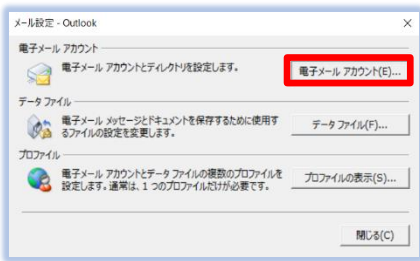 メール設定 - Outlook
電子メール アカウント
電子メール アカウントとディレクトリを設定します。
電子メール アカウント(E)...
データ ファイル
電子メール メッセージとドキュメントを保存するために使用す
るファイルの設定を変更します。
データ ファイル(F)...
プロファイル
電子メール アカウントとデータ ファイルの複数のプロファイルを
設定します。通常は、1 つのプロファイルだけが必要です。
プロファイルの表示(S)...
閉じる(C)